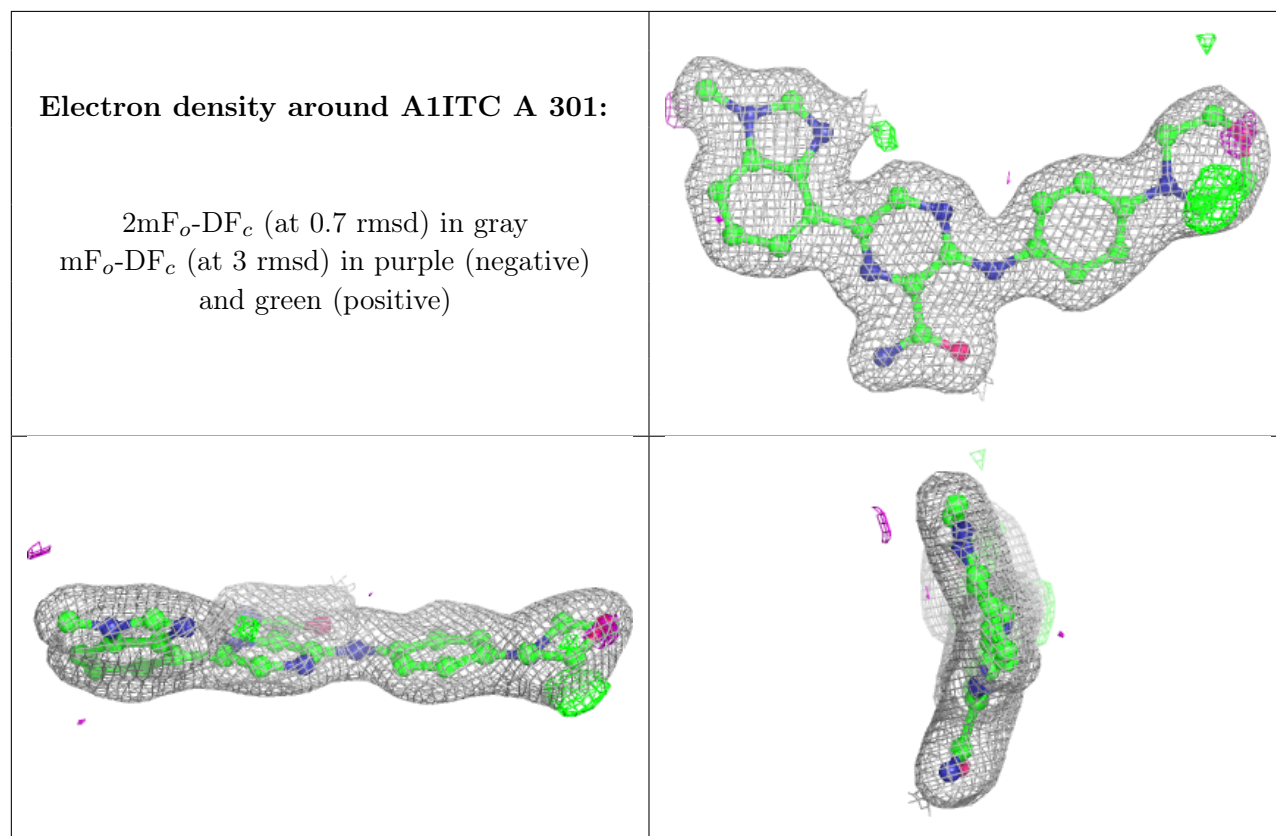 Electron density around A1ITC A 301:
2mFo-DFc (at 0.7 rmsd) in gray
mFo-DFc (at 3 rmsd) in purple (negative)
and green (positive)